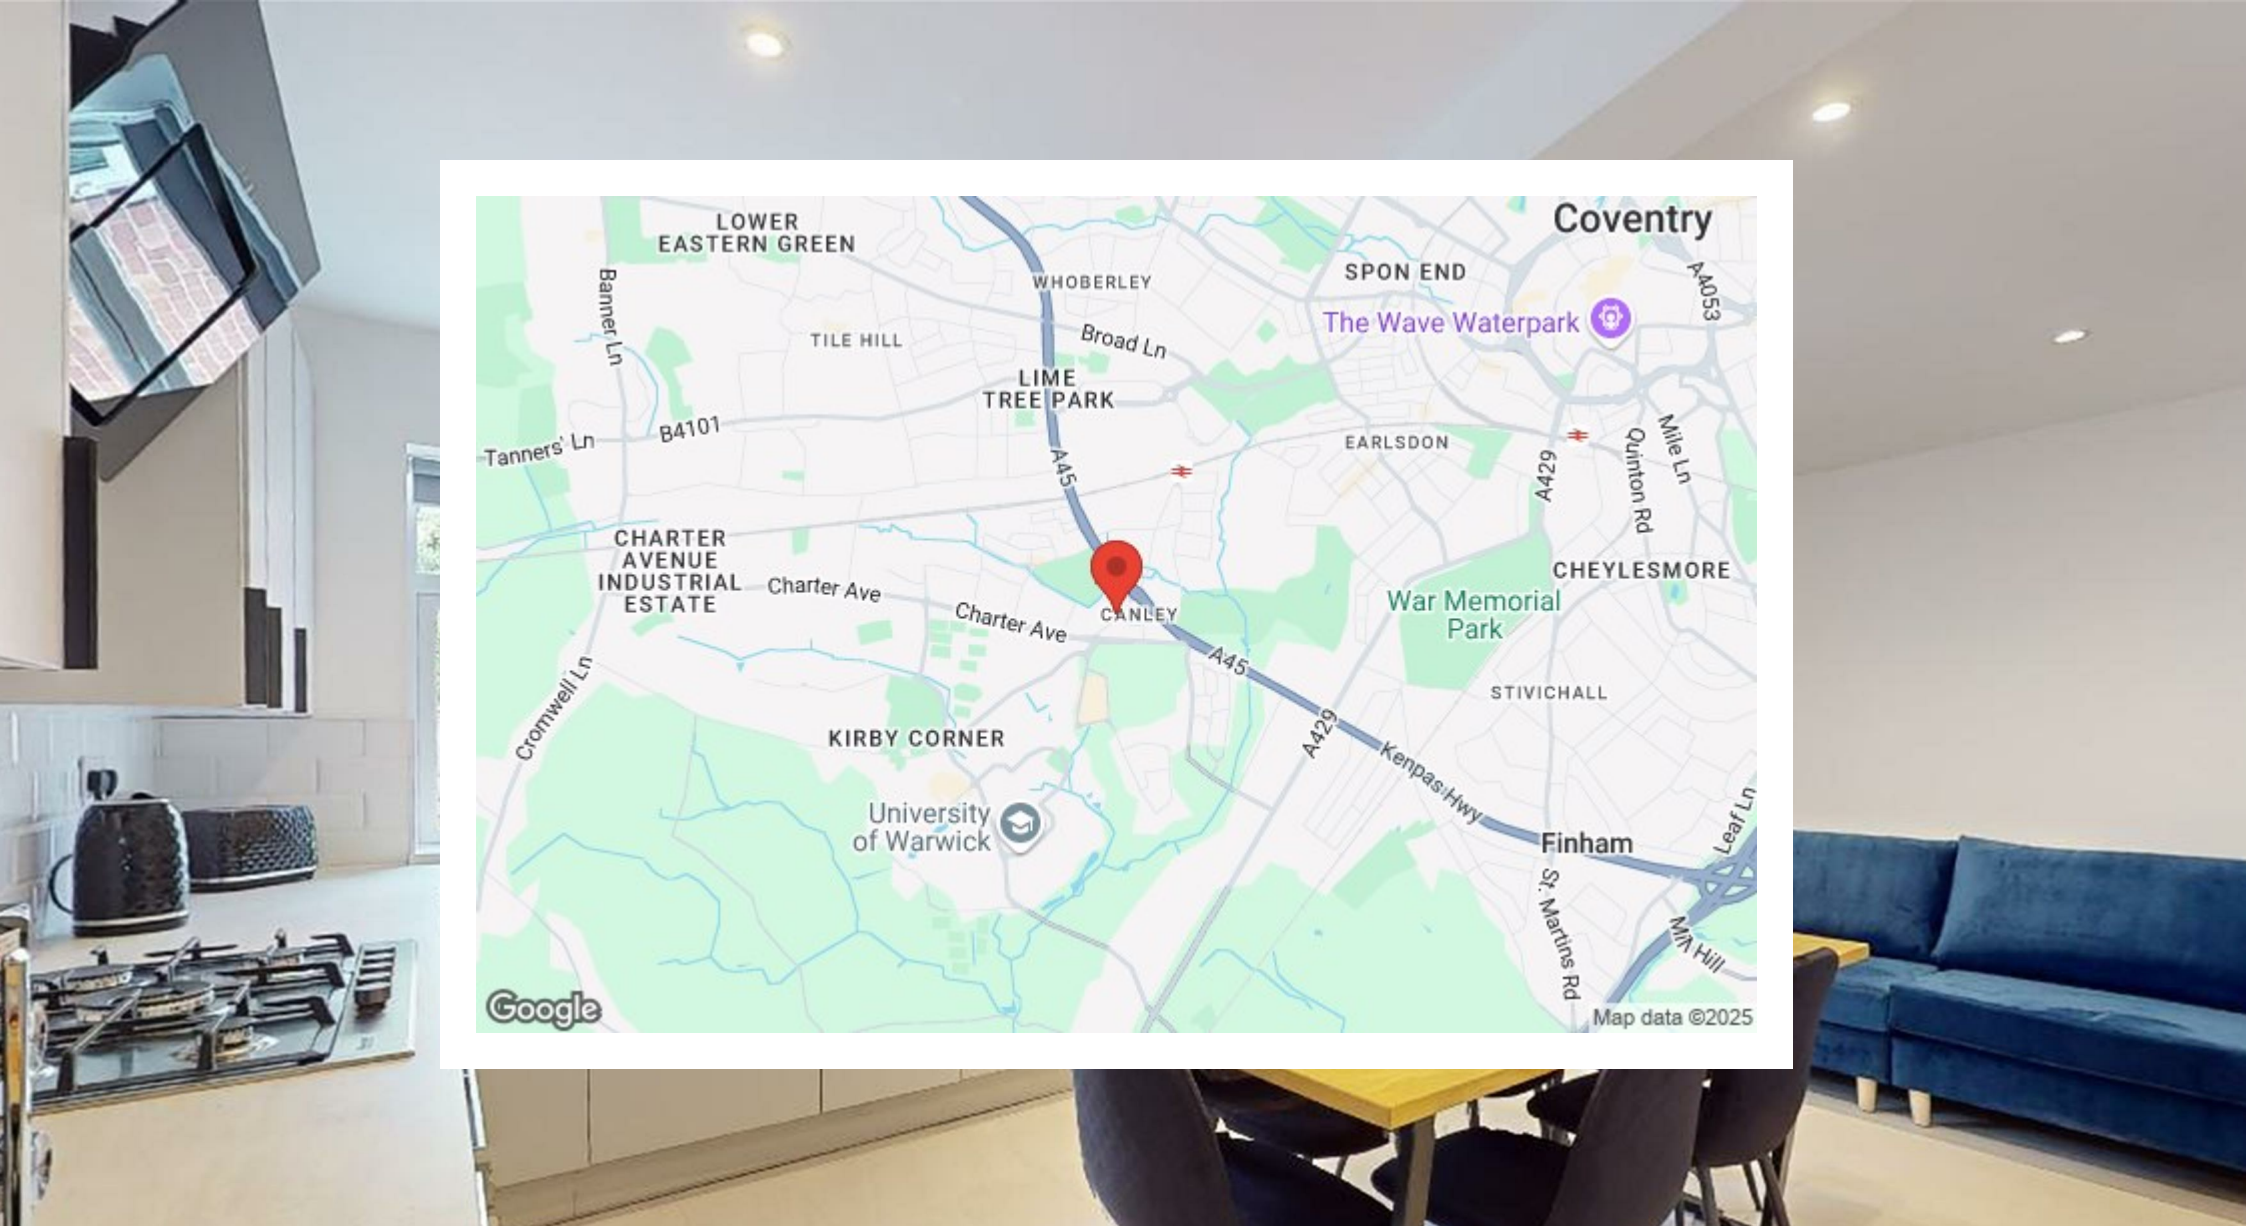 Coventry
LOWER
EASTERN GREEN
SPON END
A4053
WHOBERLEY
Banner Ln
The Wave Waterpark
TILE HILL
Broad Ln
LIME
TREE PARK
B4101
Tanners' Ln
EARLSDON
Mile Ln
Quinton Rd
A429
A45
CHARTER
AVENUE
INDUSTRIAL
ESTATE
Charter Ave
Charter Ave
CANLEY
CHEYLESMORE
War Memorial
Park
A45
STIVICHALL
Cromwell Ln
KIRBY CORNER
A429
Kenpas Hwy
University
of Warwick
Finham
Leaf Ln
St. Martins Rd
Mill Hill
Google
Map data ©2025